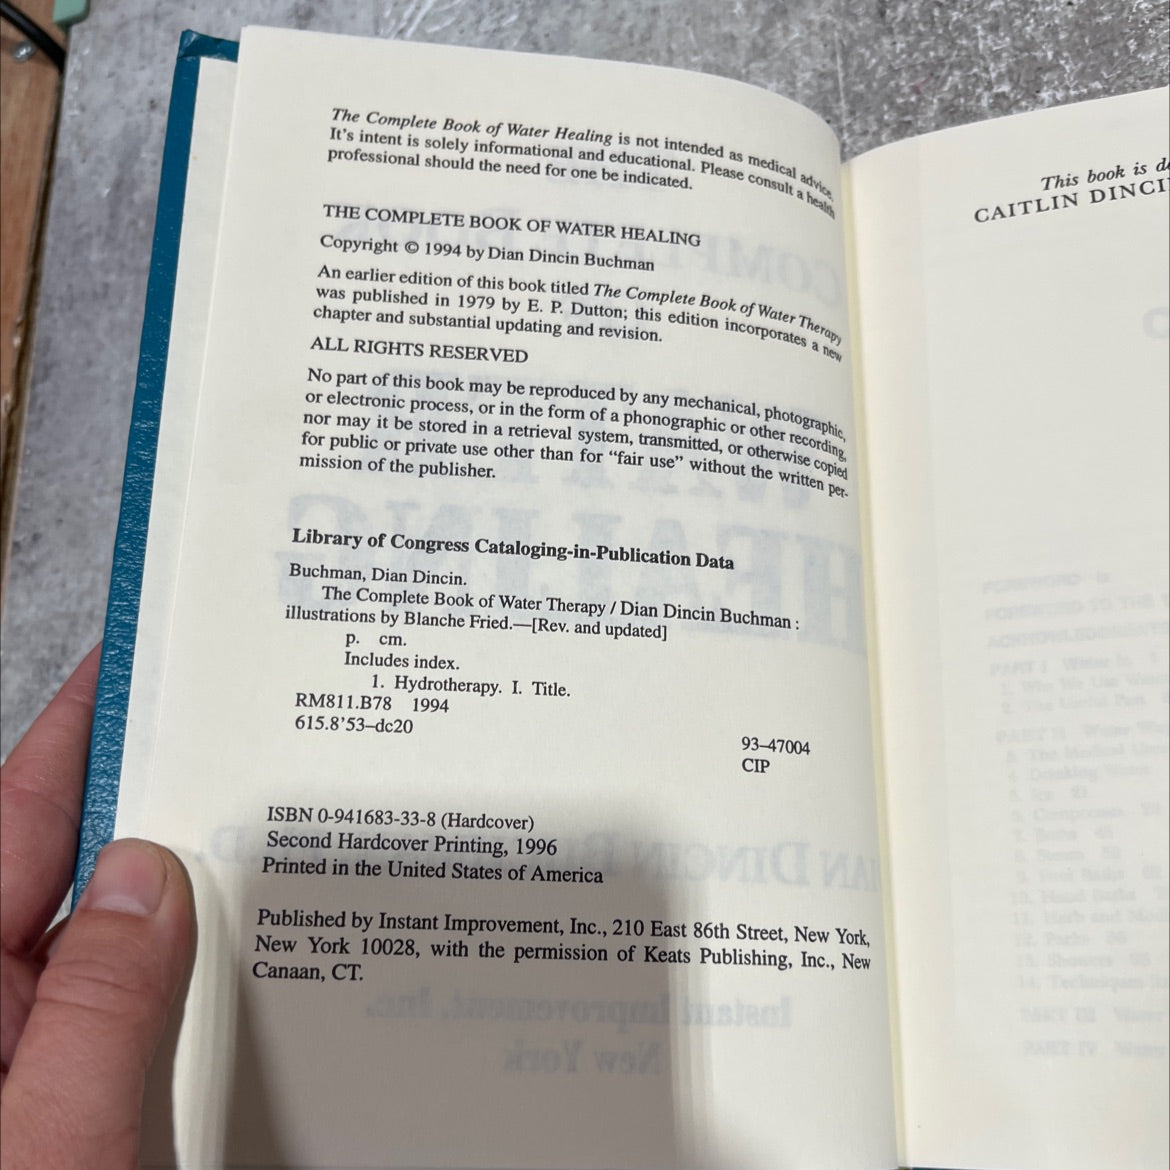 The Complete Book of Water Healing is not intended as medical advice.
It's intent is solely informational and educational. Please consult a health
professional should the need for one be indicated.
THE COMPLETE BOOK OF WATER HEALING
Copyright © 1994 by Dian Dincin Buchman
An earlier edition of this book titled The Complete Book of Water Therapy
was published in 1979 by E. P. Dutton; this edition incorporates a new
chapter and substantial updating and revision.
ALL RIGHTS RESERVED
No part of this book may be reproduced by any mechanical, photographic,
or electronic process, or in the form of a phonographic or other recording,
nor may it be stored in a retrieval system, transmitted, or otherwise copied
for public or private use other than for "fair use" without the written per-
mission of the publisher.
Library of Congress Cataloging-in-Publication Data
Buchman, Dian Dincin.
The Complete Book of Water Therapy / Dian Dincin Buchman :
illustrations by Blanche Fried.—[Rev. and updated]
p. cm.
Includes index.
1. Hydrotherapy. I. Title.
RM811.B78 1994
615.8'53–dc20
93–47004
CIP
ISBN 0-941683-33-8 (Hardcover)
Second Hardcover Printing, 1996
Printed in the United States of America
Published by Instant Improvement, Inc., 210 East 86th Street, New York,
New York 10028, with the permission of Keats Publishing, Inc., New
Canaan, CT.
This book is
CAITLIN